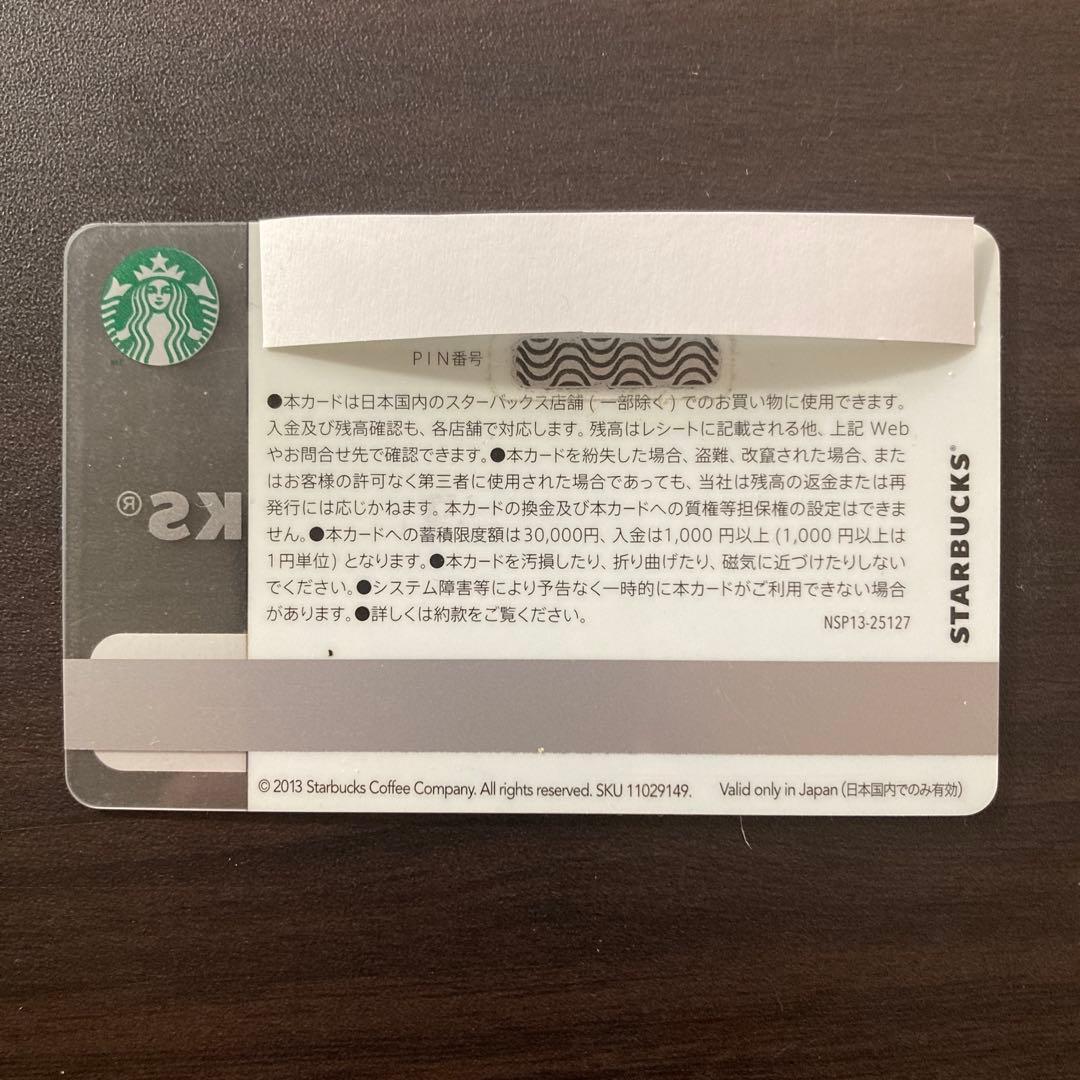 PIN番号
●本カードは日本国内のスターバックス店舗(一部除く)でのお買い物に使用できます。
入金及び残高確認も、各店舗で対応します。残高はレシートに記載される他、上記 Web
やお問合せ先で確認できます。●本カードを紛失した場合、盗難、改竄された場合、また
はお客様の許可なく第三者に使用された場合であっても、当社は残高の返金または再
発行には応じかねます。本カードの換金及び本カードへの質権等担保権の設定はできま
せん。●本カードへの蓄積限度額は30,000円、入金は1,000 円以上 (1,000 円以上は
1円単位) となります。●本カードを汚損したり、折り曲げたり、磁気に近づけたりしない
でください。●システム障害等により予告なく一時的に本カードがご利用できない場合
があります。●詳しくは約款をご覧ください。
NSP13-25127
STARBUCKS®
KS®
© 2013 Starbucks Coffee Company. All rights reserved. SKU 11029149. Valid only in Japan (日本国内でのみ有効)